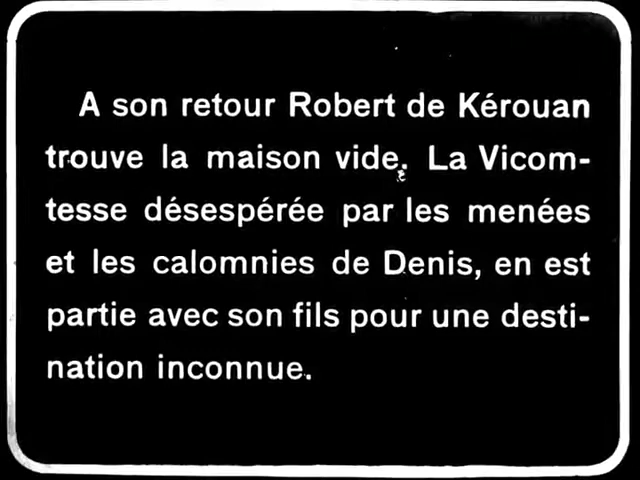 A son retour Robert de Kérouan
trouve la maison vide. La Vicom-
tesse désespérée par les menées
et les calomnies de Denis, en est
partie avec son fils pour une desti-
nation inconnue.